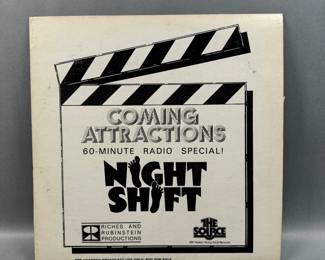 COMING
ATTRACTIONS
60-MINUTE RADIO SPECIAL!
NIGHT
SHIFT
RICHES AND
RUBINSTEIN
PRODUCTIONS
THE
SOURCE